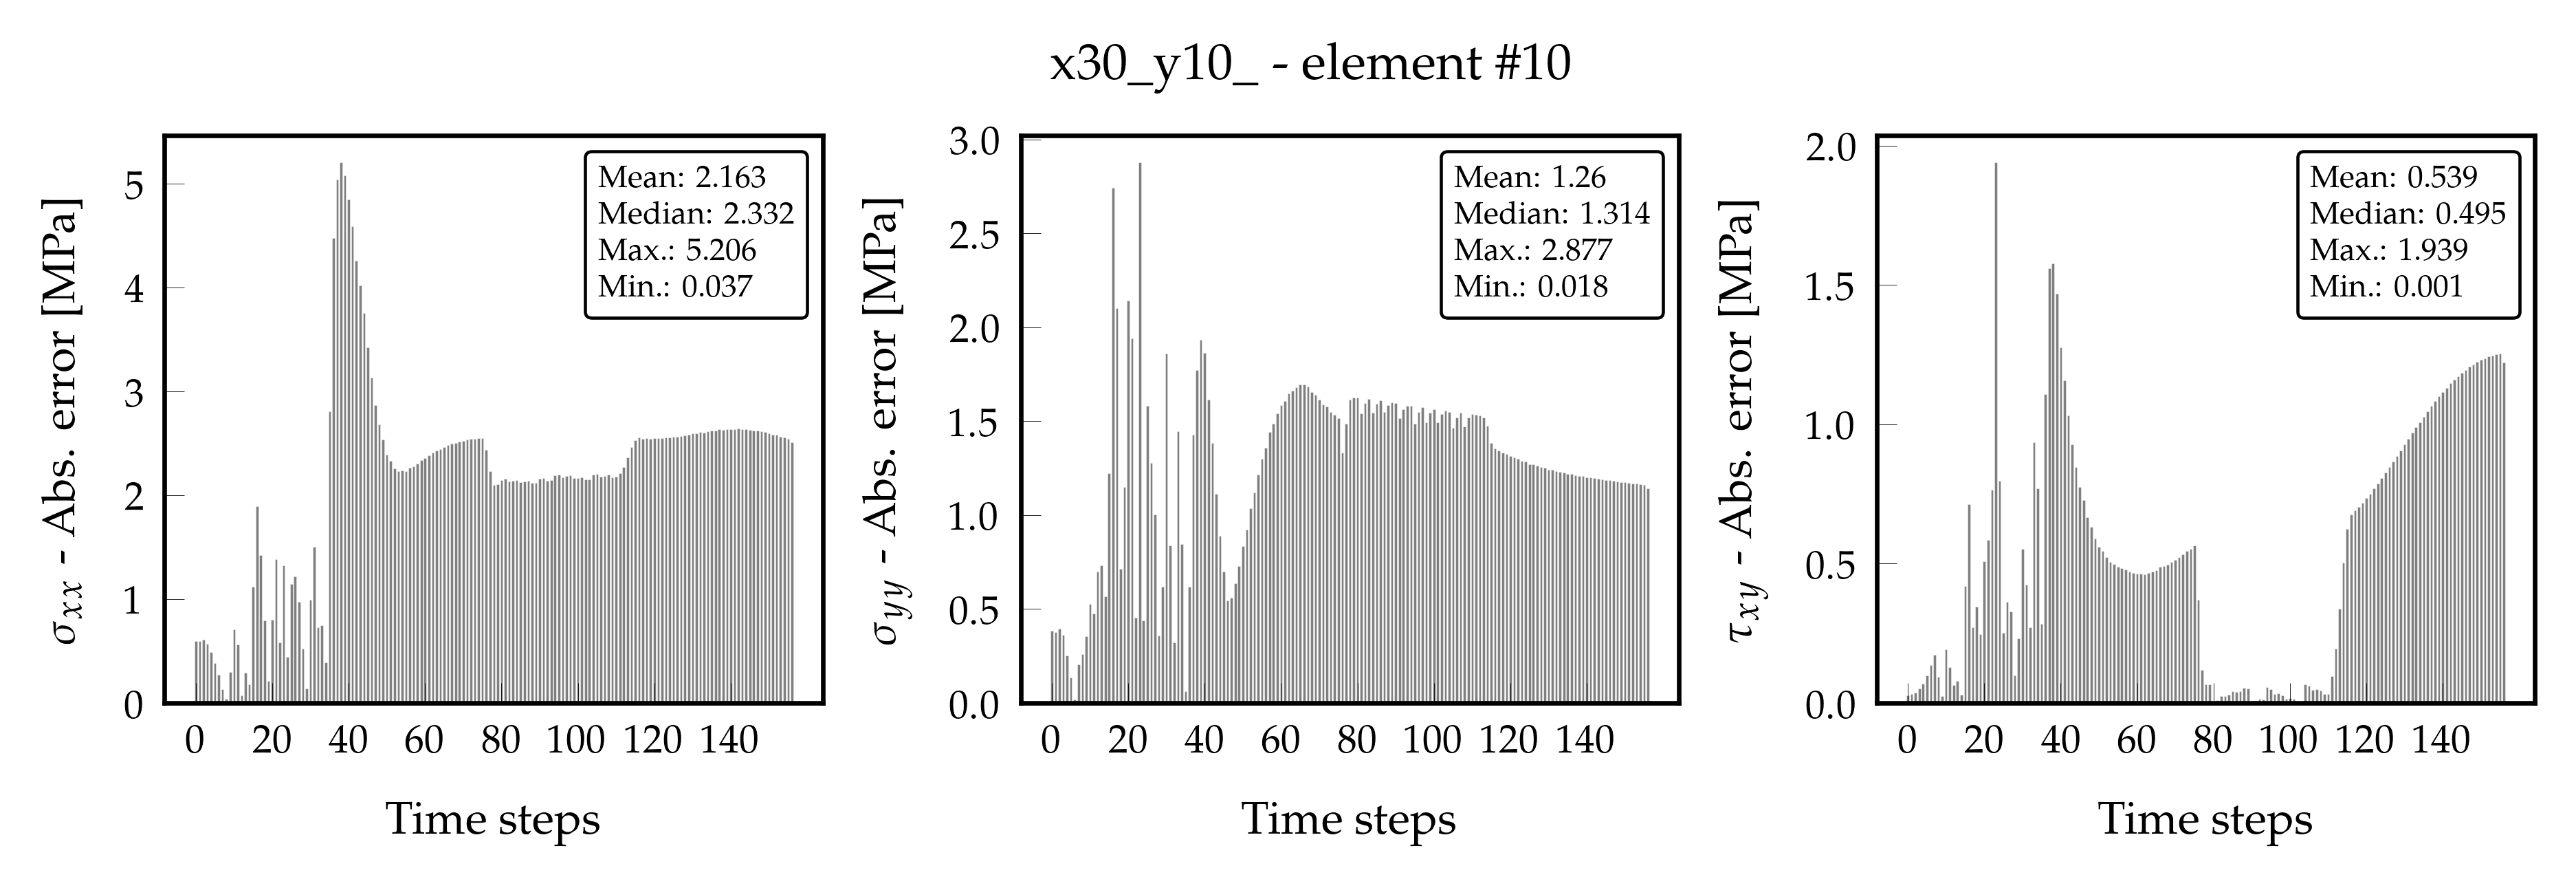 x30_y10_ - element #10
σxx - Abs. error [MPa]
5
4
3
2
1
0
0 20 40 60 80 100 120 140
Time steps
Mean: 2.163
Median: 2.332
Max.: 5.206
Min.: 0.037
σyy - Abs. error [MPa]
3.0
2.5
2.0
1.5
1.0
0.5
0.0
0 20 40 60 80 100 120 140
Time steps
Mean: 1.26
Median: 1.314
Max.: 2.877
Min.: 0.018
τxy - Abs. error [MPa]
2.0
1.5
1.0
0.5
0.0
0 20 40 60 80 100 120 140
Time steps
Mean: 0.539
Median: 0.495
Max.: 1.939
Min.: 0.001